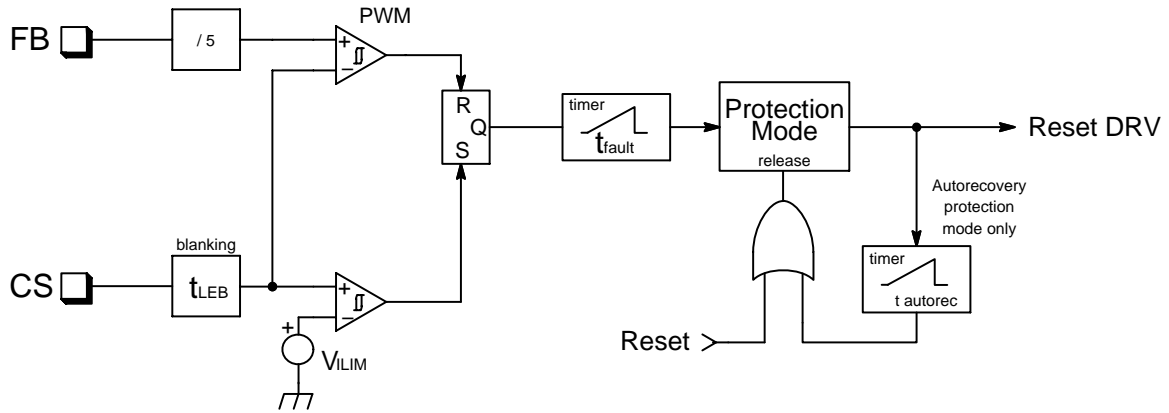 FB
/ 5
PWM
+
−
R
Q
S
timer
tfault
Protection
Mode
release
Reset DRV
Autorecovery
protection
mode only
timer
t autorec
CS
blanking
tLEB
+
−
+
VILIM
Reset